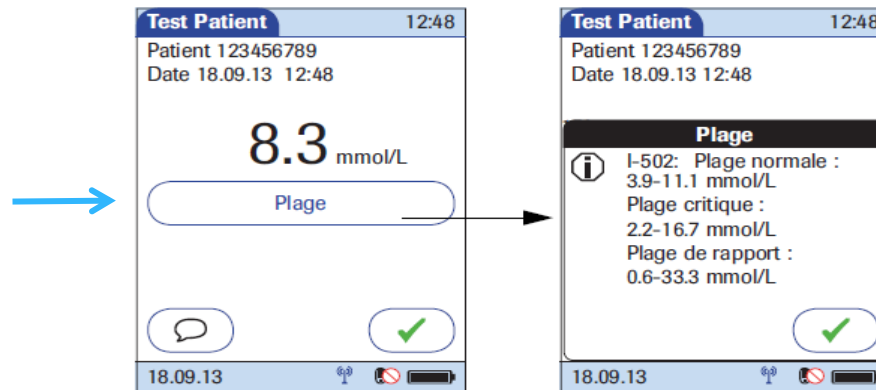 Test Patient 12:48
Patient 123456789
Date 18.09.13 12:48
8.3 mmol/L
Plage
18.09.13
Test Patient 12:48
Patient 123456789
Date 18.09.13 12:48
Plage
I-502: Plage normale :
3.9-11.1 mmol/L
Plage critique :
2.2-16.7 mmol/L
Plage de rapport :
0.6-33.3 mmol/L
18.09.13